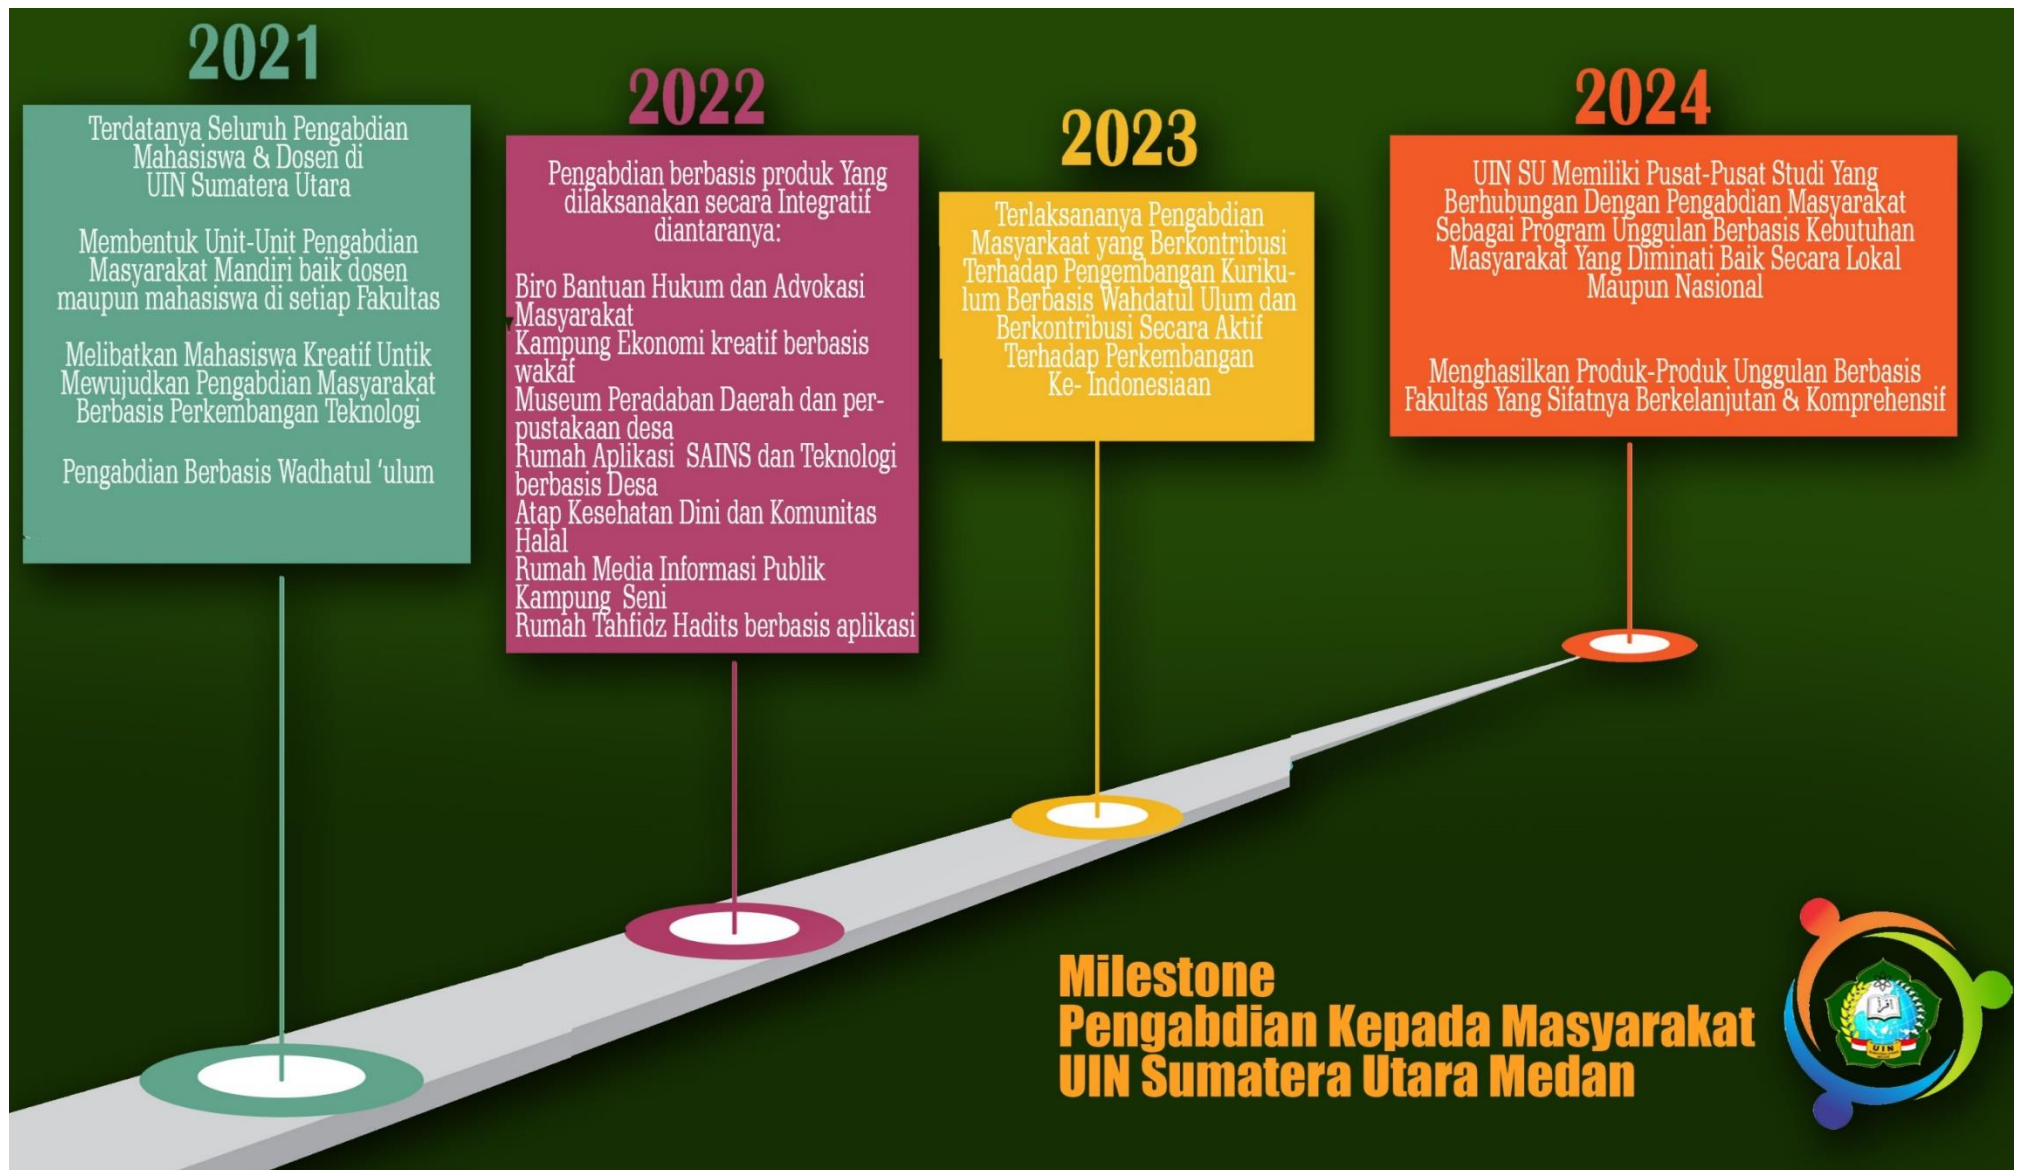 2021
Terdatanya Seluruh Pengabdian
Mahasiswa & Dosen di
UIN Sumatera Utara
Membentuk Unit-Unit Pengabdian
Masyarakat Mandiri baik dosen
maupun mahasiswa di setiap Fakultas
Melibatkan Mahasiswa Kreatif Untik
Mewujudkan Pengabdian Masyarakat
Berbasis Perkembangan Teknologi
Pengabdian Berbasis Wadhatul ‘ulum
2022
Pengabdian berbasis produk Yang
dilaksanakan secara Integratif
diantaranya:
Biro Bantuan Hukum dan Advokasi
Masyarakat
Kampung Ekonomi kreatif berbasis
wakaf
Museum Peradaban Daerah dan per-
pustakaan desa
Rumah Aplikasi SAINS dan Teknologi
berbasis Desa
Atap Kesehatan Dini dan Komunitas
Halal
Rumah Media Informasi Publik
Kampung Seni
Rumah Tahfidz Hadits berbasis aplikasi
2023
Terlaksananya Pengabdian
Masyarkaat yang Berkontribusi
Terhadap Pengembangan Kuriku-
lum Berbasis Wahdatul Ulum dan
Berkontribusi Secara Aktif
Terhadap Perkembangan
Ke- Indonesiaan
2024
UIN SU Memiliki Pusat-Pusat Studi Yang
Berhubungan Dengan Pengabdian Masyarakat
Sebagai Program Unggulan Berbasis Kebutuhan
Masyarakat Yang Diminati Baik Secara Lokal
Maupun Nasional
Menghasilkan Produk-Produk Unggulan Berbasis
Fakultas Yang Sifatnya Berkelanjutan & Komprehensif
Milestone
Pengabdian Kepada Masyarakat
UIN Sumatera Utara Medan
UIN